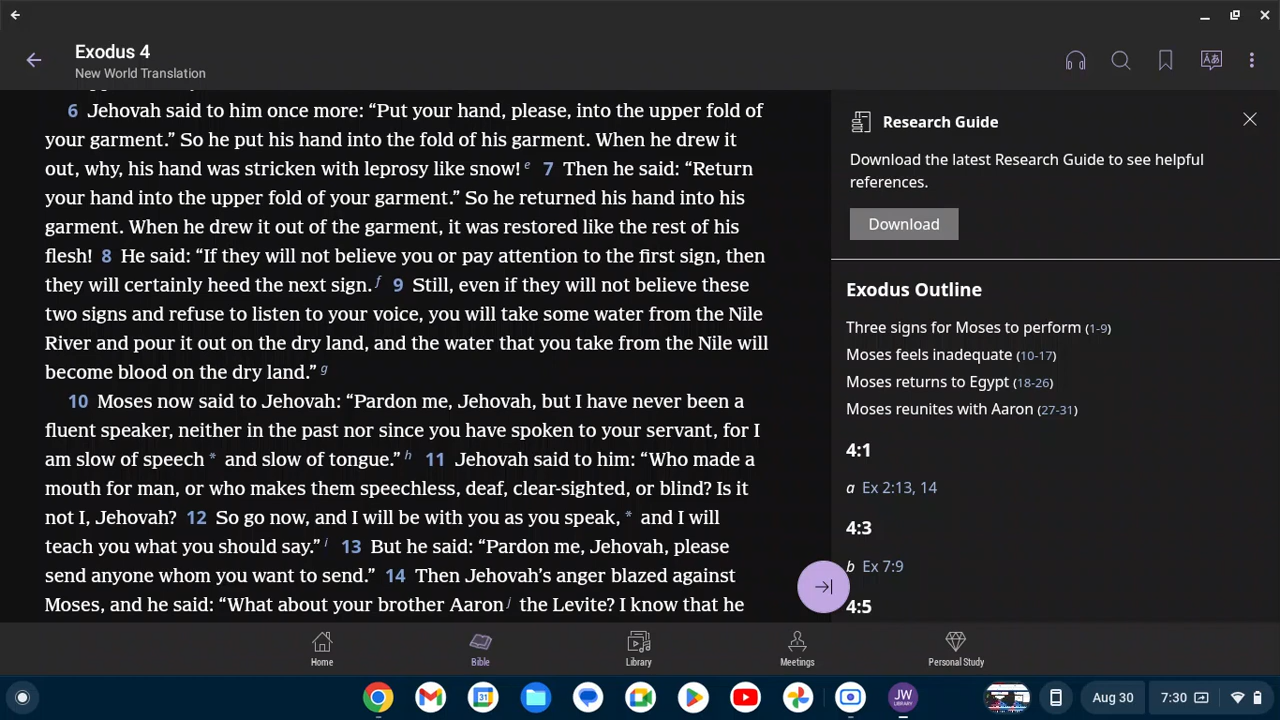 Exodus 4
New World Translation
6 Jehovah said to him once more: “Put your hand, please, into the upper fold of
your garment.” So he put his hand into the fold of his garment. When he drew it
out, why, his hand was stricken with leprosy like snow! e 7 Then he said: “Return
your hand into the upper fold of your garment.” So he returned his hand into his
garment. When he drew it out of the garment, it was restored like the rest of his
flesh! 8 He said: “If they will not believe you or pay attention to the first sign, then
they will certainly heed the next sign. f 9 Still, even if they will not believe these
two signs and refuse to listen to your voice, you will take some water from the Nile
River and pour it out on the dry land, and the water that you take from the Nile will
become blood on the dry land.” g
10 Moses now said to Jehovah: “Pardon me, Jehovah, but I have never been a
fluent speaker, neither in the past nor since you have spoken to your servant, for I
am slow of speech * and slow of tongue.” h 11 Jehovah said to him: “Who made a
mouth for man, or who makes them speechless, deaf, clear-sighted, or blind? Is it
not I, Jehovah? 12 So go now, and I will be with you as you speak, * and I will
teach you what you should say.” i 13 But he said: “Pardon me, Jehovah, please
send anyone whom you want to send.” 14 Then Jehovah’s anger blazed against
Moses, and he said: “What about your brother Aaron j the Levite? I know that he
Research Guide
Download the latest Research Guide to see helpful
references.
Download
Exodus Outline
Three signs for Moses to perform (1-9)
Moses feels inadequate (10-17)
Moses returns to Egypt (18-26)
Moses reunites with Aaron (27-31)
4:1
a Ex 2:13, 14
4:3
b Ex 7:9
4:5
Home
Bible
Library
Meetings
Personal Study
31
JW
LIBRARY
Aug 30
7:30